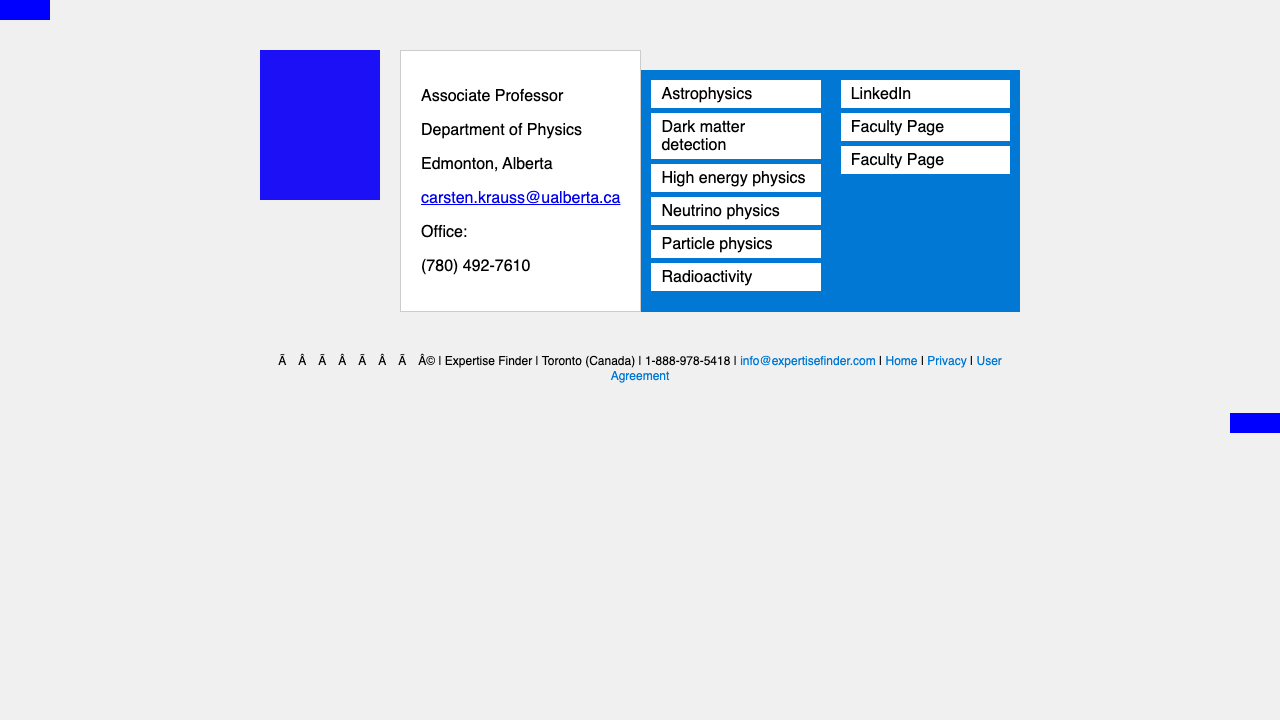 Associate Professor
Department of Physics
Edmonton, Alberta
carsten.krauss@ualberta.ca
Office:
(780) 492-7610
Astrophysics
Dark matter
detection
High energy physics
Neutrino physics
Particle physics
Radioactivity
LinkedIn
Faculty Page
Faculty Page
Ã Â Ã Â Ã Â Ã Â© | Expertise Finder | Toronto (Canada) | 1-888-978-5418 | info@expertisefinder.com | Home | Privacy | User
Agreement